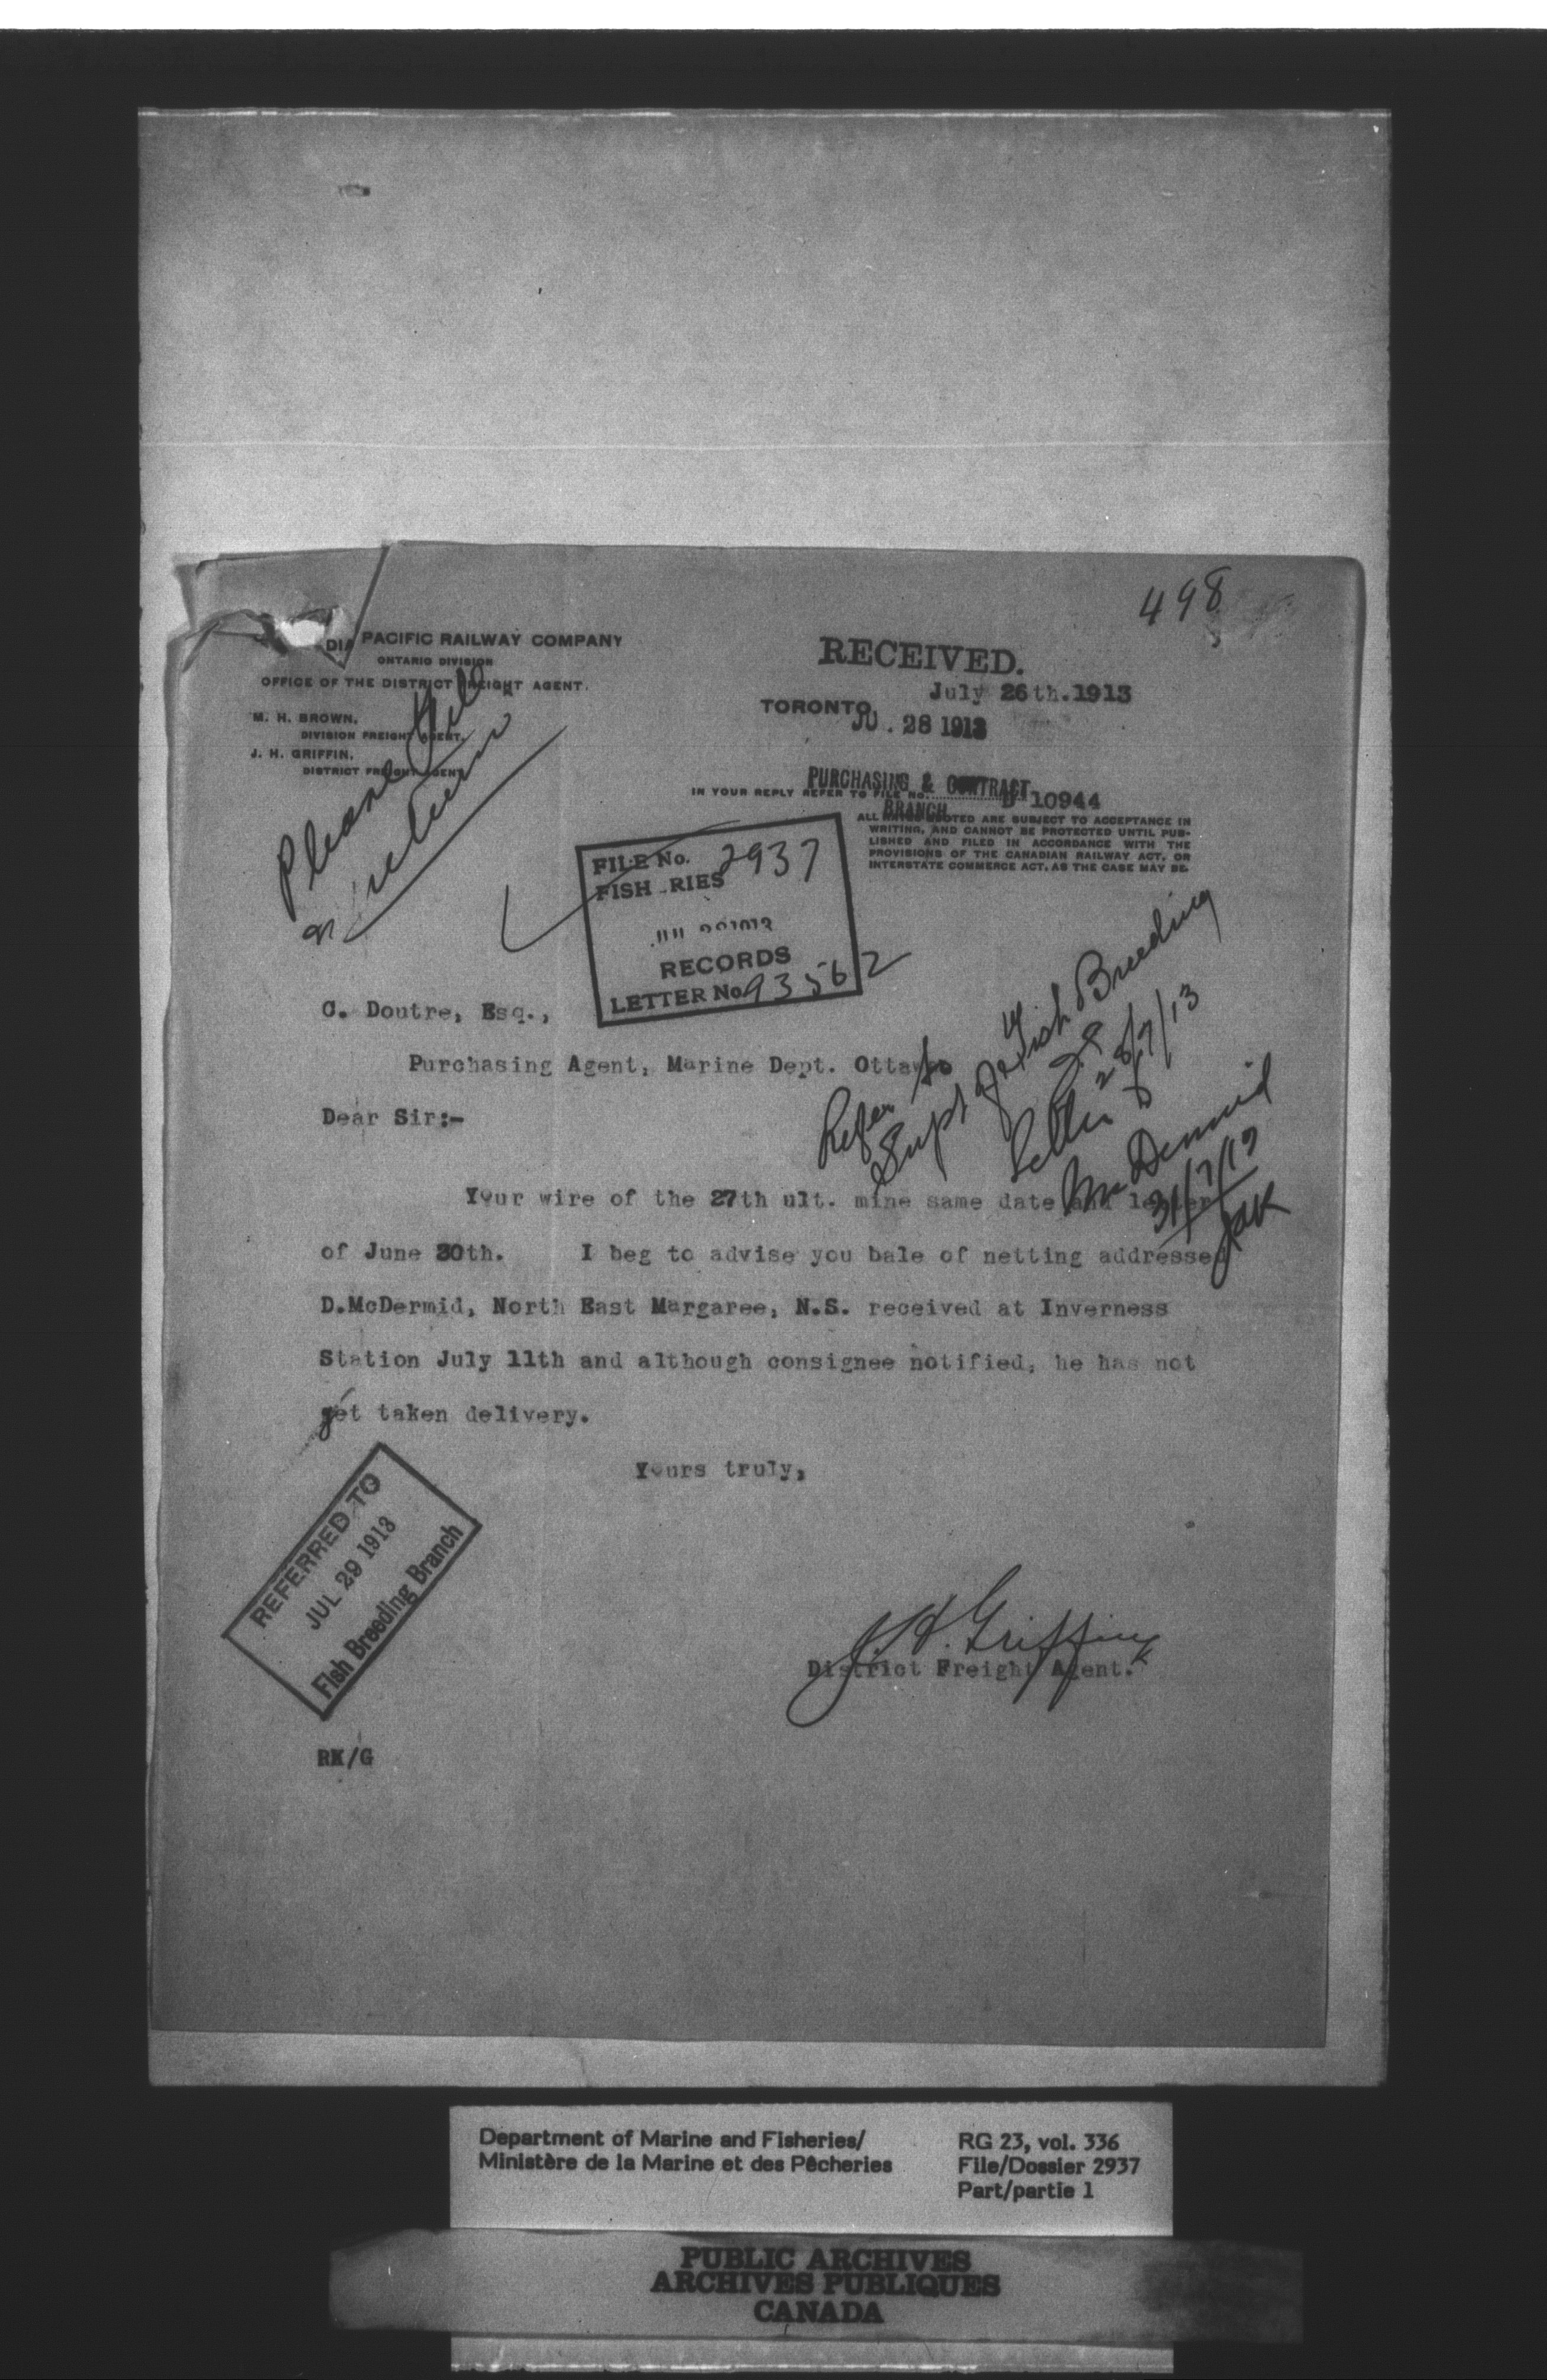 498
DIA PACIFIC RAILWAY COMPANY
ONTARIO DIVISION
OFFICE OF THE DISTRICT FREIGHT AGENT.
M. H. BROWN,
DIVISION FREIGHT AGENT.
J. H. GRIFFIN,
DISTRICT FREIGHT AGENT
Please
return
RECEIVED.
July 26th.1913
TORONTO
JU . 28 1913
PURCHASING & CONTRACT
BRANCH
IN YOUR REPLY REFER TO FILE NO. D 10944
ALL RATES QUOTED ARE SUBJECT TO ACCEPTANCE IN
WRITING, AND CANNOT BE PROTECTED UNTIL PUB-
LISHED AND FILED IN ACCORDANCE WITH THE
PROVISIONS OF THE CANADIAN RAILWAY ACT, OR
INTERSTATE COMMERCE ACT, AS THE CASE MAY BE.
FILE No. 2937
FISH RIES
RECORDS
LETTER No. 93562
C. Doutre, Esq.,
Purchasing Agent, Marine Dept. Ottawa
Refer to
Supt of Fish Breeding
28/7/13
Letter to
McDermid
31/7/13
Dear Sir:-
Your wire of the 27th ult. mine same date and letter
of June 30th. I beg to advise you bale of netting addressed
D.McDermid, North East Margaree, N.S. received at Inverness
Station July 11th and although consignee notified, he has not
yet taken delivery.
Yours truly,
J. H. Griffin
District Freight Agent.
REFERRED TO
JUL 29 1913
Fish Breeding Branch
RK/G
Department of Marine and Fisheries/
Ministère de la Marine et des Pêcheries
RG 23, vol. 336
File/Dossier 2937
Part/partie 1
PUBLIC ARCHIVES
ARCHIVES PUBLIQUES
CANADA